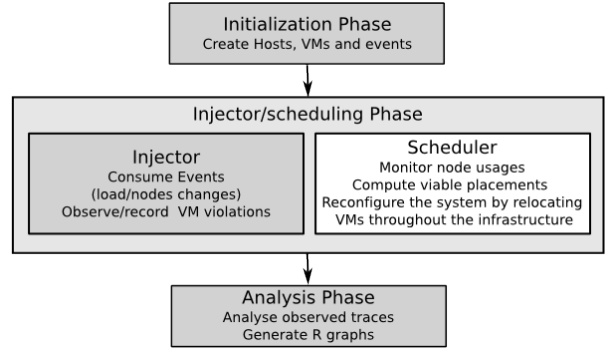 Initialization Phase
Create Hosts, VMs and events
Injector/scheduling Phase
Injector
Consume Events
(load/nodes changes)
Observe/record VM violations
Scheduler
Monitor node usages
Compute viable placements
Reconfigure the system by relocating
VMs throughout the infrastructure
Analysis Phase
Analyse observed traces
Generate R graphs